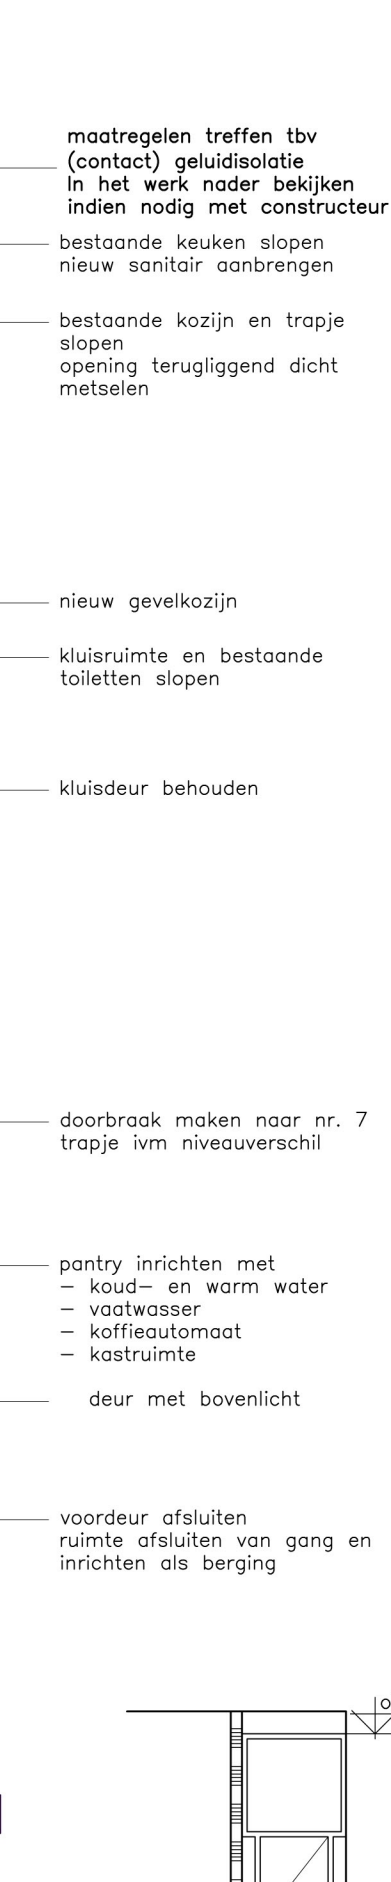 maatregelen treffen tbv
(contact) geluidisolatie
In het werk nader bekijken
indien nodig met constructeur
bestaande keuken slopen
nieuw sanitair aanbrengen
bestaande kozijn en trapje
slopen
opening terugliggend dicht
metselen
nieuw gevelkozijn
kluisruimte en bestaande
toiletten slopen
kluisdeur behouden
doorbraak maken naar nr. 7
trapje ivm niveauverschil
pantry inrichten met
– koud– en warm water
– vaatwasser
– koffieautomaat
– kastruimte
deur met bovenlicht
voordeur afsluiten
ruimte afsluiten van gang en
inrichten als berging